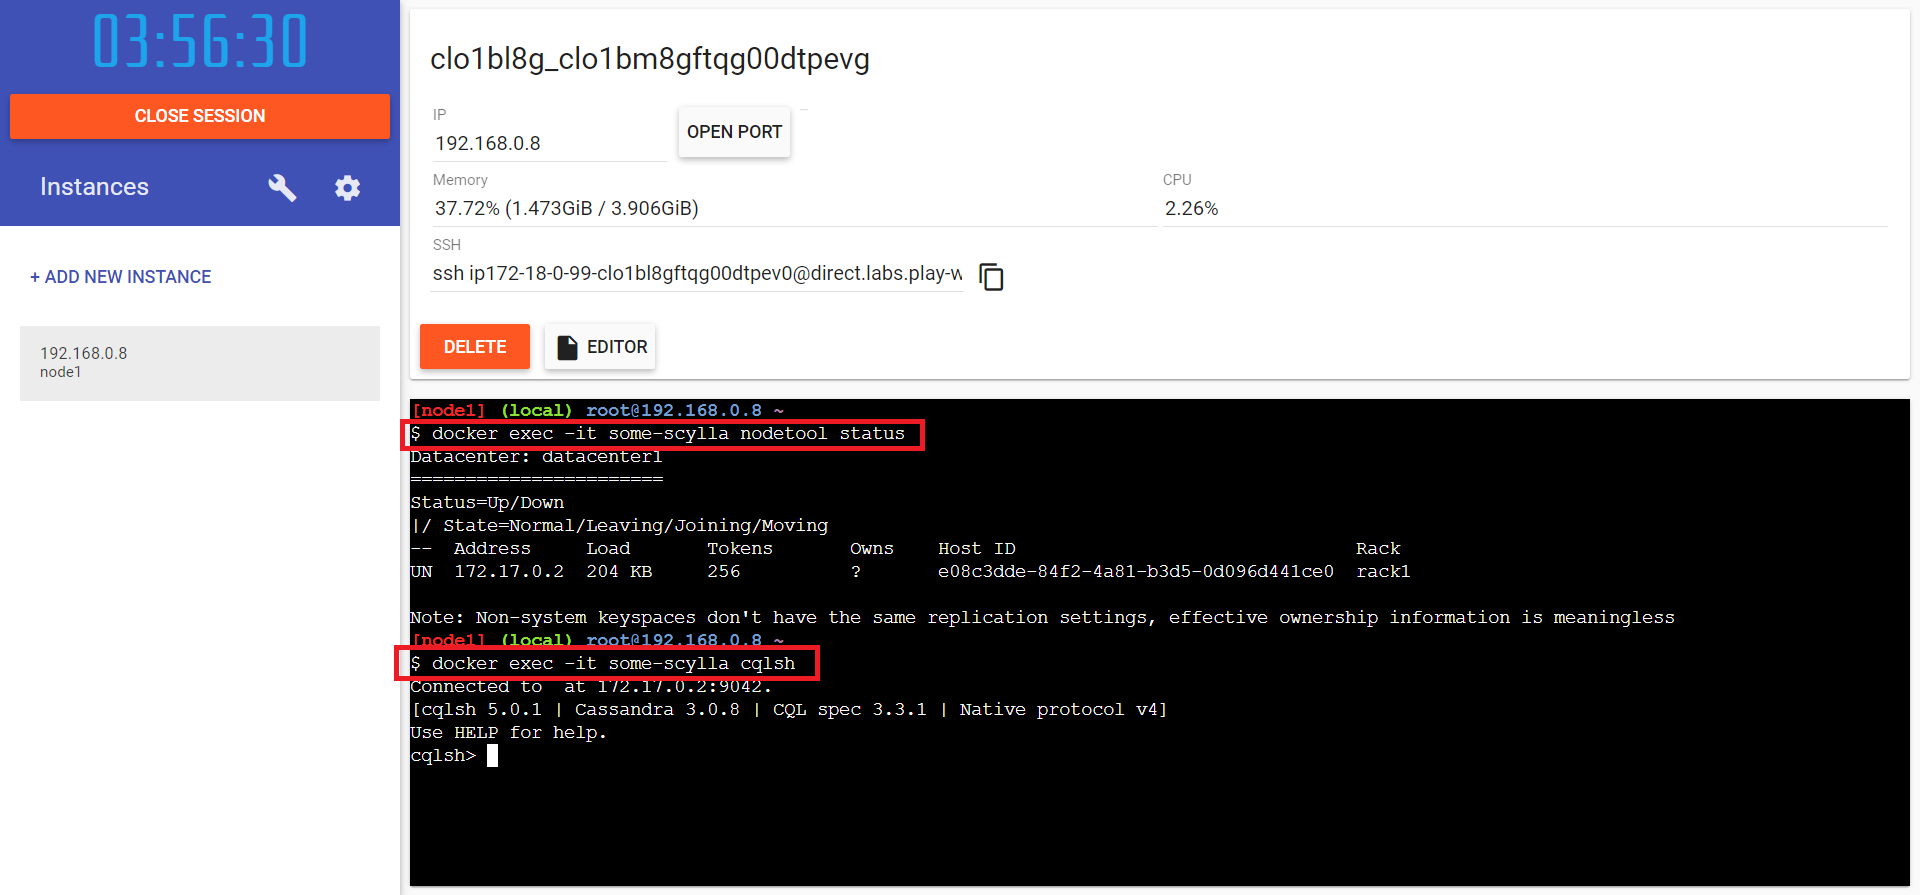 03:56:30
CLOSE SESSION
Instances
+ ADD NEW INSTANCE
192.168.0.8
node1
clo1bl8g_clo1bm8gftqg00dtpevg
IP
192.168.0.8
OPEN PORT
Memory
37.72% (1.473GiB / 3.906GiB)
CPU
2.26%
SSH
ssh ip172-18-0-99-clo1bl8gftqg00dtpev0@direct.labs.play-w
DELETE
EDITOR
[node1] (local) root@192.168.0.8 ~
$ docker exec -it some-scylla nodetool status
Datacenter: datacenter1
=======================
Status=Up/Down
|/ State=Normal/Leaving/Joining/Moving
-- Address Load Tokens Owns Host ID Rack
UN 172.17.0.2 204 KB 256 ? e08c3dde-84f2-4a81-b3d5-0d096d441ce0 rack1
Note: Non-system keyspaces don't have the same replication settings, effective ownership information is meaningless
[node1] (local) root@192.168.0.8 ~
$ docker exec -it some-scylla cqlsh
Connected to  at 172.17.0.2:9042.
[cqlsh 5.0.1 | Cassandra 3.0.8 | CQL spec 3.3.1 | Native protocol v4]
Use HELP for help.
cqlsh>